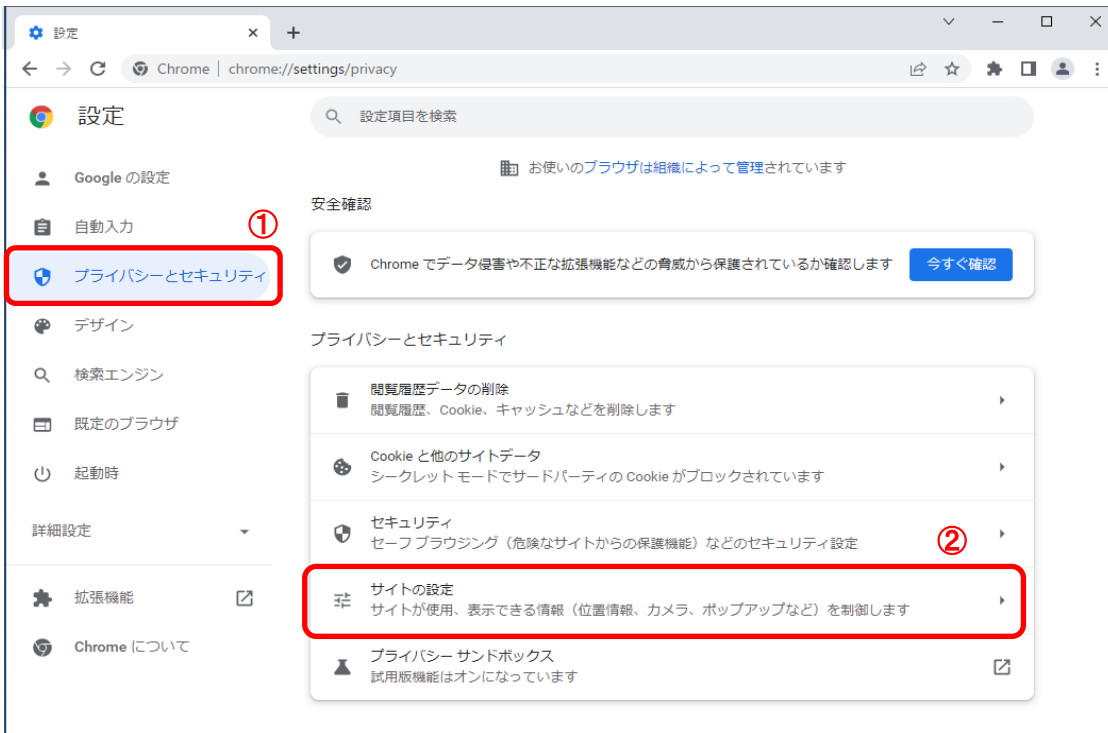 設定
Chrome | chrome://settings/privacy
設定
設定項目を検索
お使いのブラウザは組織によって管理されています
Google の設定
自動入力
①
プライバシーとセキュリティ
デザイン
検索エンジン
既定のブラウザ
起動時
詳細設定
拡張機能
Chrome について
安全確認
Chrome でデータ侵害や不正な拡張機能などの脅威から保護されているか確認します
今すぐ確認
プライバシーとセキュリティ
閲覧履歴データの削除
閲覧履歴、Cookie、キャッシュなどを削除します
Cookie と他のサイトデータ
シークレット モードでサードパーティの Cookie がブロックされています
セキュリティ
セーフ ブラウジング（危険なサイトからの保護機能）などのセキュリティ設定
②
サイトの設定
サイトが使用、表示できる情報（位置情報、カメラ、ポップアップなど）を制御します
プライバシー サンドボックス
試用版機能はオンになっています